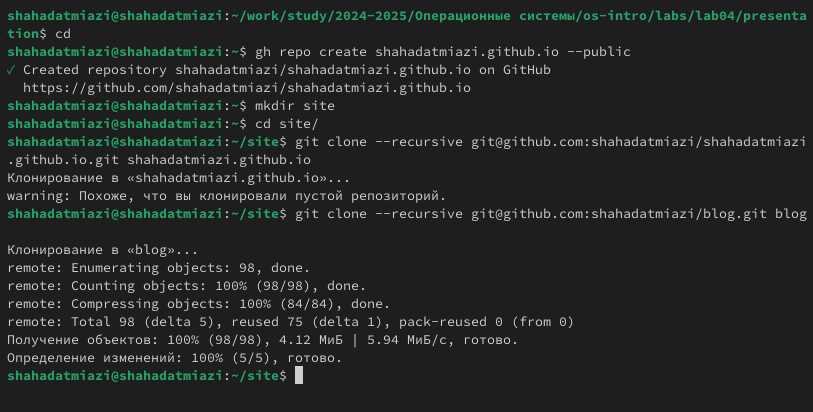 shahadatmiazi@shahadatmiazi:~/work/study/2024-2025/Операционные системы/os-intro/labs/lab04/presenta
tion$ cd
shahadatmiazi@shahadatmiazi:~$ gh repo create shahadatmiazi.github.io --public
✓ Created repository shahadatmiazi/shahadatmiazi.github.io on GitHub
  https://github.com/shahadatmiazi/shahadatmiazi.github.io
shahadatmiazi@shahadatmiazi:~$ mkdir site
shahadatmiazi@shahadatmiazi:~$ cd site/
shahadatmiazi@shahadatmiazi:~/site$ git clone --recursive git@github.com:shahadatmiazi/shahadatmiazi
.github.io.git shahadatmiazi.github.io
Клонирование в «shahadatmiazi.github.io»...
warning: Похоже, что вы клонировали пустой репозиторий.
shahadatmiazi@shahadatmiazi:~/site$ git clone --recursive git@github.com:shahadatmiazi/blog.git blog
Клонирование в «blog»...
remote: Enumerating objects: 98, done.
remote: Counting objects: 100% (98/98), done.
remote: Compressing objects: 100% (84/84), done.
remote: Total 98 (delta 5), reused 75 (delta 1), pack-reused 0 (from 0)
Получение объектов: 100% (98/98), 4.12 МиБ | 5.94 МиБ/с, готово.
Определение изменений: 100% (5/5), готово.
shahadatmiazi@shahadatmiazi:~/site$